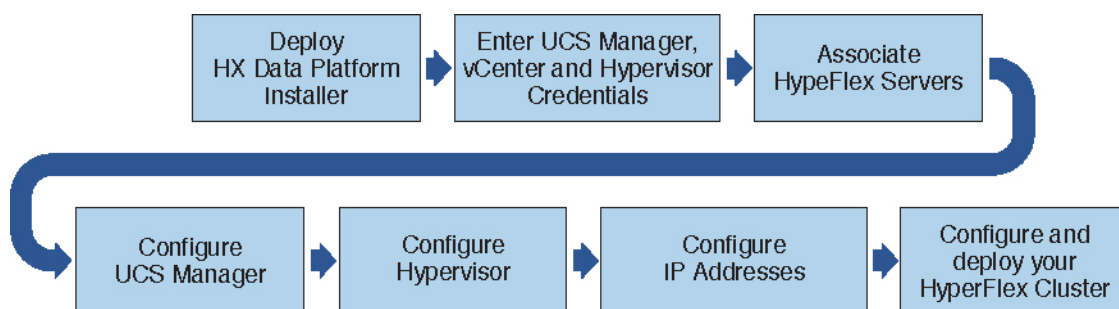 Deploy
HX Data Platform
Installer
Enter UCS Manager,
vCenter and Hypervisor
Credentials
Associate
HypeFlex Servers
Configure
UCS Manager
Configure
Hypervisor
Configure
IP Addresses
Configure and
deploy your
HyperFlex Cluster